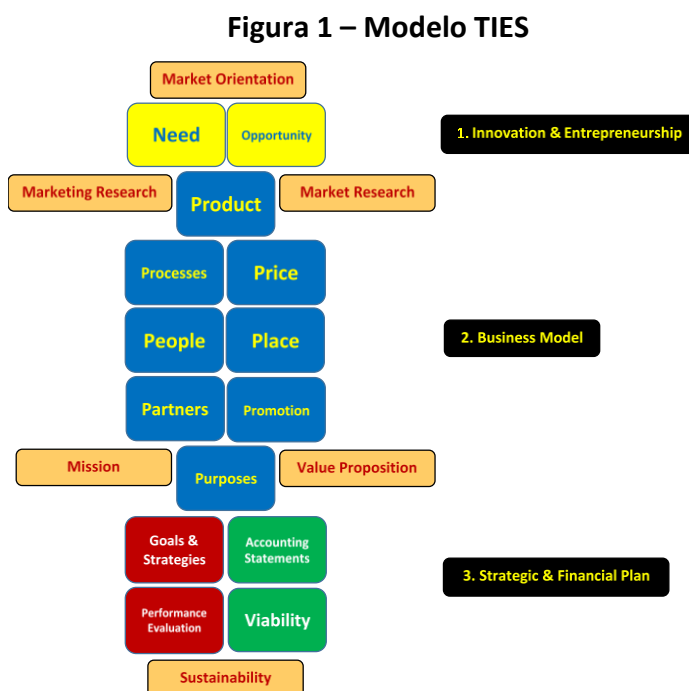 Figura 1 – Modelo TIES
Market Orientation
Need
Opportunity
1. Innovation & Entrepreneurship
Marketing Research
Product
Market Research
Processes
Price
People
Place
2. Business Model
Partners
Promotion
Mission
Purposes
Value Proposition
Goals &
Strategies
Accounting
Statements
3. Strategic & Financial Plan
Performance
Evaluation
Viability
Sustainability